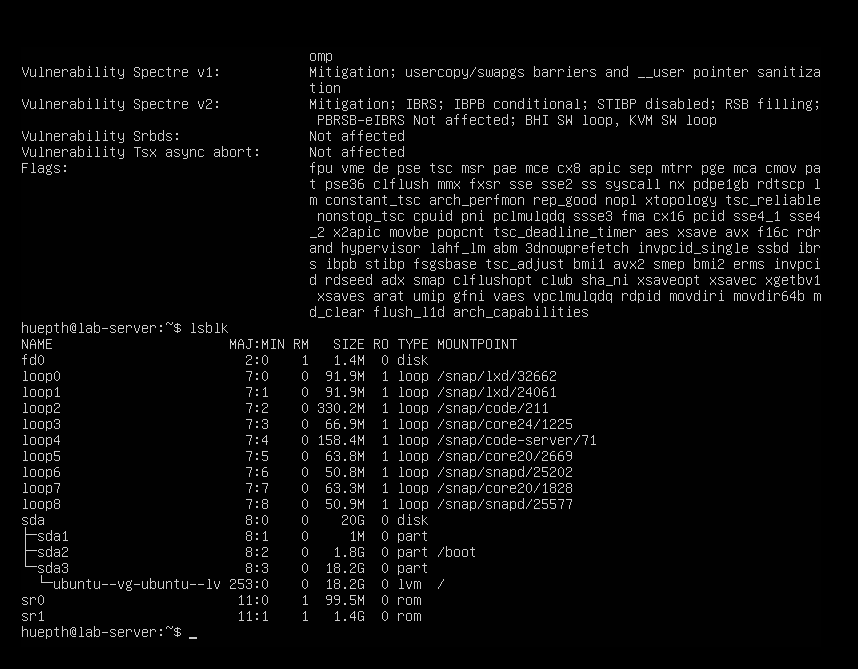 omp
Vulnerability Spectre v1: Mitigation; usercopy/swapgs barriers and __user pointer sanitiza
tion
Vulnerability Spectre v2: Mitigation; IBRS; IBPB conditional; STIBP disabled; RSB filling;
PBRSB-eIBRS Not affected; BHI SW loop, KVM SW loop
Vulnerability Srbds: Not affected
Vulnerability Tsx async abort: Not affected
Flags: fpu vme de pse tsc msr pae mce cx8 apic sep mtrr pge mca cmov pa
t pse36 clflush mmx fxsr sse sse2 ss syscall nx pdpe1gb rdtscp l
m constant_tsc arch_perfmon rep_good nopl xtopology tsc_reliable
nonstop_tsc cpuid pni pclmulqdq ssse3 fma cx16 pcid sse4_1 sse4
_2 x2apic movbe popcnt tsc_deadline_timer aes xsave avx f16c rdr
and hypervisor lahf_lm abm 3dnowprefetch invpcid_single ssbd ibr
s ibpb stibp fsgsbase tsc_adjust bmi1 avx2 smep bmi2 erms invpci
d rdseed adx smap clflushopt clwb sha_ni xsaveopt xsavec xgetbv1
xsaves arat umip gfni vaes vpclmulqdq rdpid movdiri movdir64b m
d_clear flush_l1d arch_capabilities
huepth@lab-server:~$ lsblk
NAME MAJ:MIN RM SIZE RO TYPE MOUNTPOINT
fd0 2:0 1 1.4M 0 disk
loop0 7:0 0 91.9M 1 loop /snap/lxd/32662
loop1 7:1 0 91.9M 1 loop /snap/lxd/24061
loop2 7:2 0 330.2M 1 loop /snap/code/211
loop3 7:3 0 66.9M 1 loop /snap/core24/1225
loop4 7:4 0 158.4M 1 loop /snap/code-server/71
loop5 7:5 0 63.8M 1 loop /snap/core20/2669
loop6 7:6 0 50.8M 1 loop /snap/snapd/25202
loop7 7:7 0 63.3M 1 loop /snap/core20/1828
loop8 7:8 0 50.9M 1 loop /snap/snapd/25577
sda 8:0 0 20G 0 disk
├─sda1 8:1 0 1M 0 part
├─sda2 8:2 0 1.8G 0 part /boot
└─sda3 8:3 0 18.2G 0 part
└─ubuntu--vg-ubuntu--lv 253:0 0 18.2G 0 lvm /
sr0 11:0 1 99.5M 0 rom
sr1 11:1 1 1.4G 0 rom
huepth@lab-server:~$ _